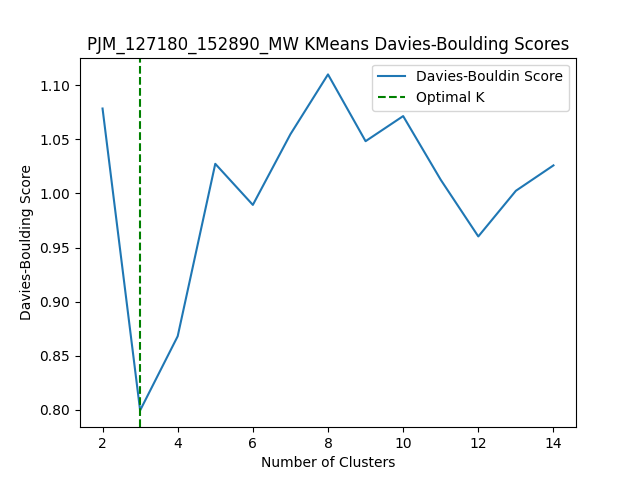 PJM_127180_152890_MW KMeans Davies-Boulding Scores
Davies-Bouldin Score
Optimal K
Davies-Boulding Score
1.10
1.05
1.00
0.95
0.90
0.85
0.80
2 4 6 8 10 12 14
Number of Clusters